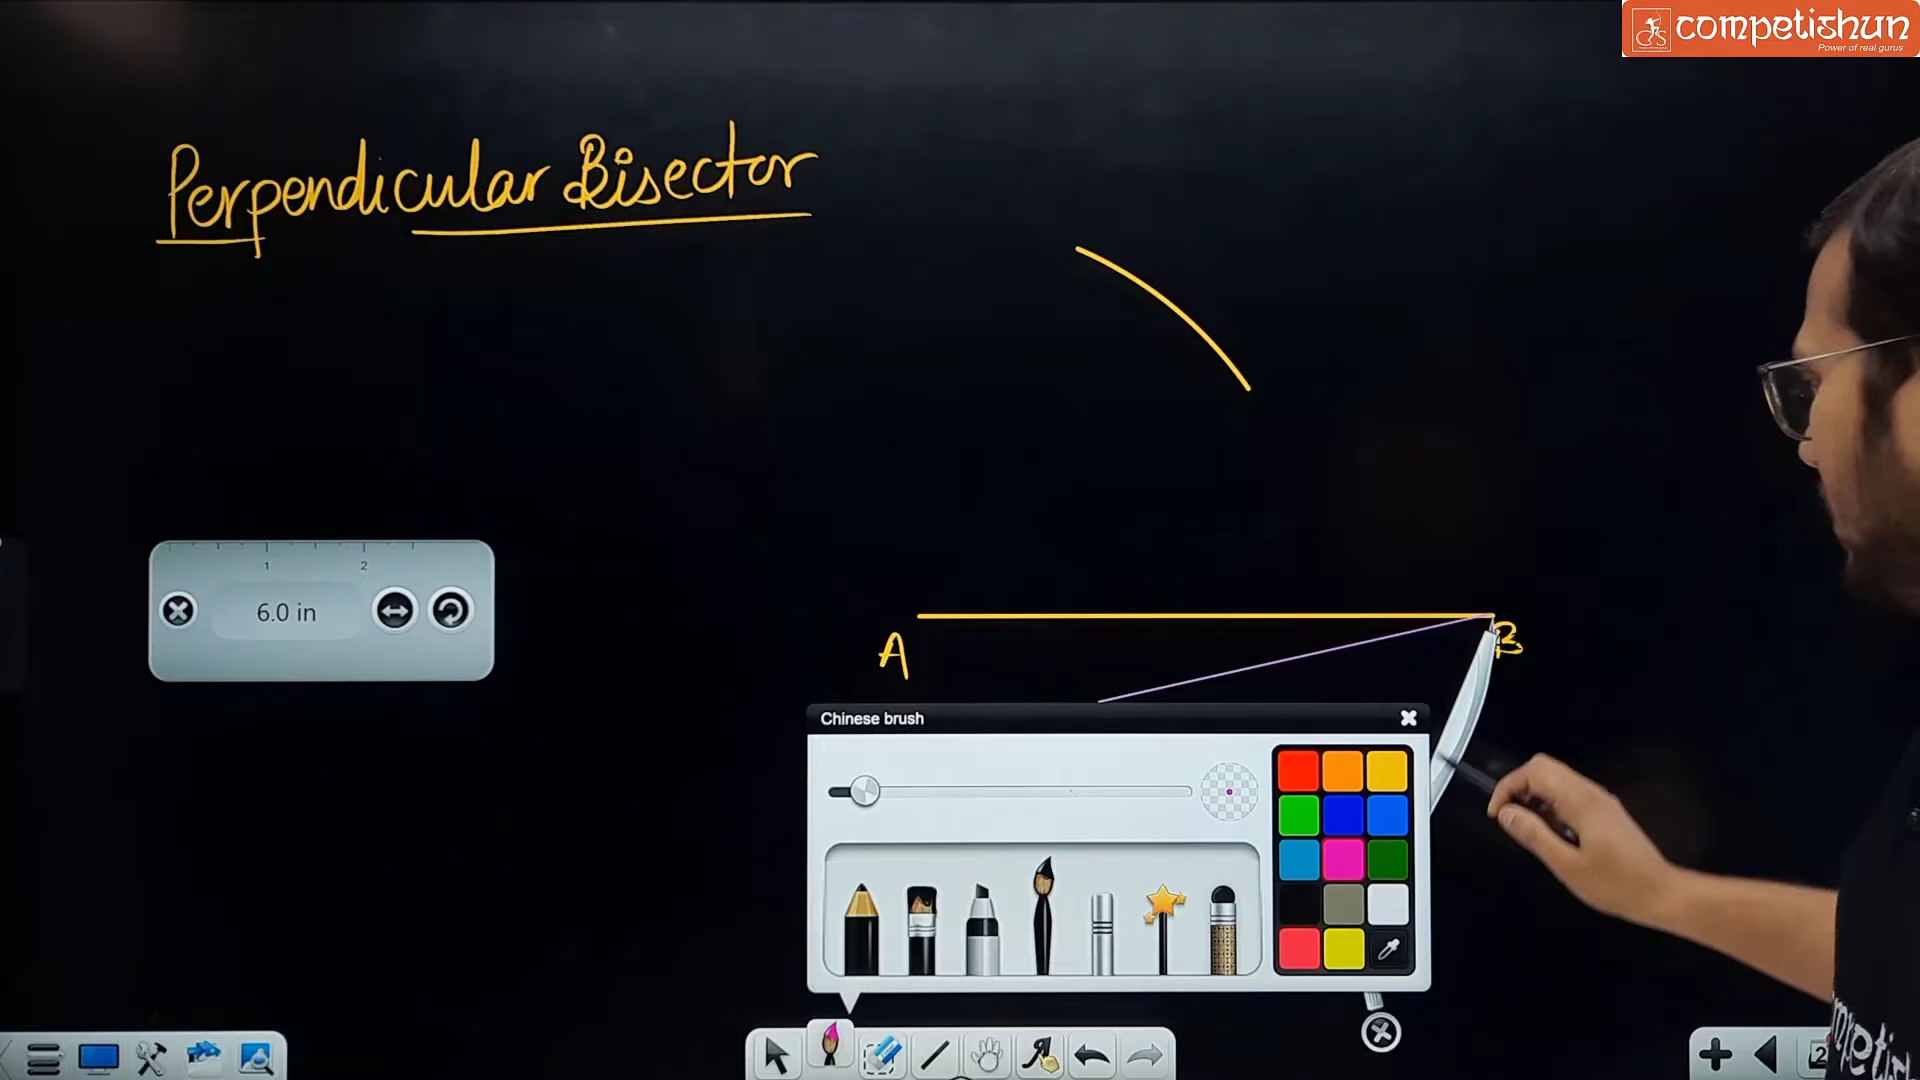 competishun
Power of real gurus
Perpendicular Bisector
1 2
6.0 in
A
B
Chinese brush